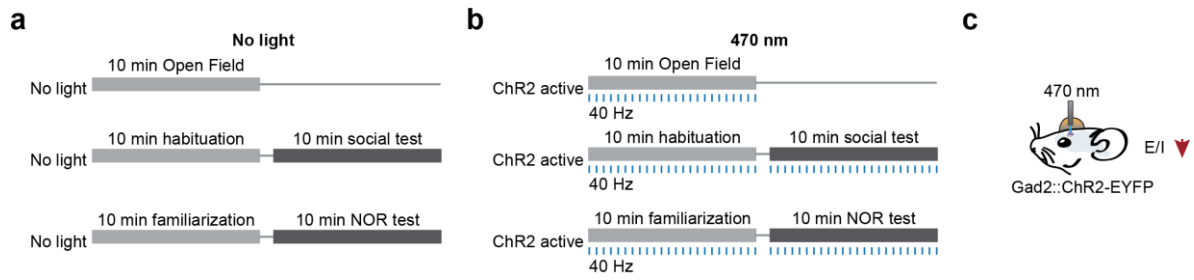 a
No light
10 min Open Field
No light
10 min habituation 10 min social test
No light
10 min familiarization 10 min NOR test
No light
b
470 nm
10 min Open Field
ChR2 active
40 Hz
10 min habituation 10 min social test
ChR2 active
40 Hz
10 min familiarization 10 min NOR test
ChR2 active
40 Hz
c
470 nm
E/I
Gad2::ChR2-EYFP